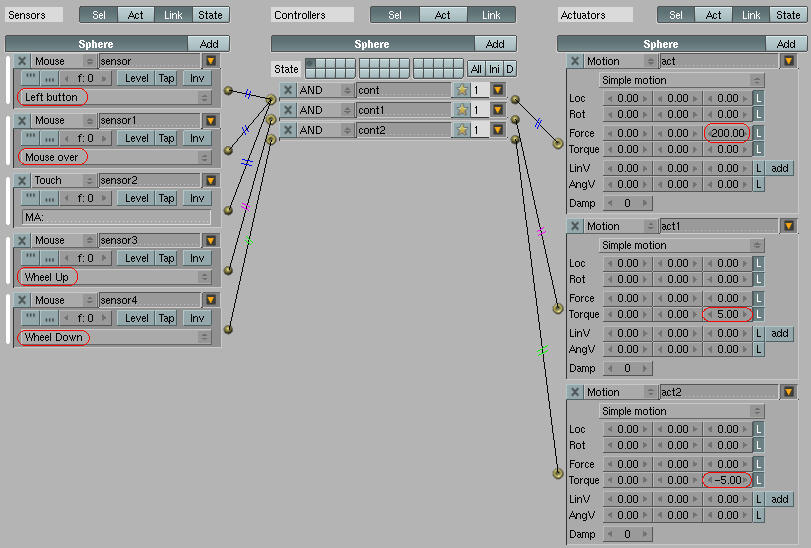 Sensors Sel Act Link State
Controllers Sel Act Link
Actuators Sel Act Link State
Sphere Add
Sphere Add
Sphere Add
Mouse sensor
f: 0 Level Tap Inv
Left button
Mouse sensor1
f: 0 Level Tap Inv
Mouse over
Touch sensor2
f: 0 Level Tap Inv
MA:
Mouse sensor3
f: 0 Level Tap Inv
Wheel Up
Mouse sensor4
f: 0 Level Tap Inv
Wheel Down
State All Ini D
AND cont 1
AND cont1 1
AND cont2 1
Motion act
Simple motion
Loc 0.00 0.00 0.00 L
Rot 0.00 0.00 0.00 L
Force 0.00 0.00 200.00 L
Torque 0.00 0.00 0.00 L
LinV 0.00 0.00 0.00 L add
AngV 0.00 0.00 0.00 L
Damp 0
Motion act1
Simple motion
Loc 0.00 0.00 0.00 L
Rot 0.00 0.00 0.00 L
Force 0.00 0.00 0.00 L
Torque 0.00 0.00 5.00 L
LinV 0.00 0.00 0.00 L add
AngV 0.00 0.00 0.00 L
Damp 0
Motion act2
Simple motion
Loc 0.00 0.00 0.00 L
Rot 0.00 0.00 0.00 L
Force 0.00 0.00 0.00 L
Torque 0.00 0.00 -5.00 L
LinV 0.00 0.00 0.00 L add
AngV 0.00 0.00 0.00 L
Damp 0